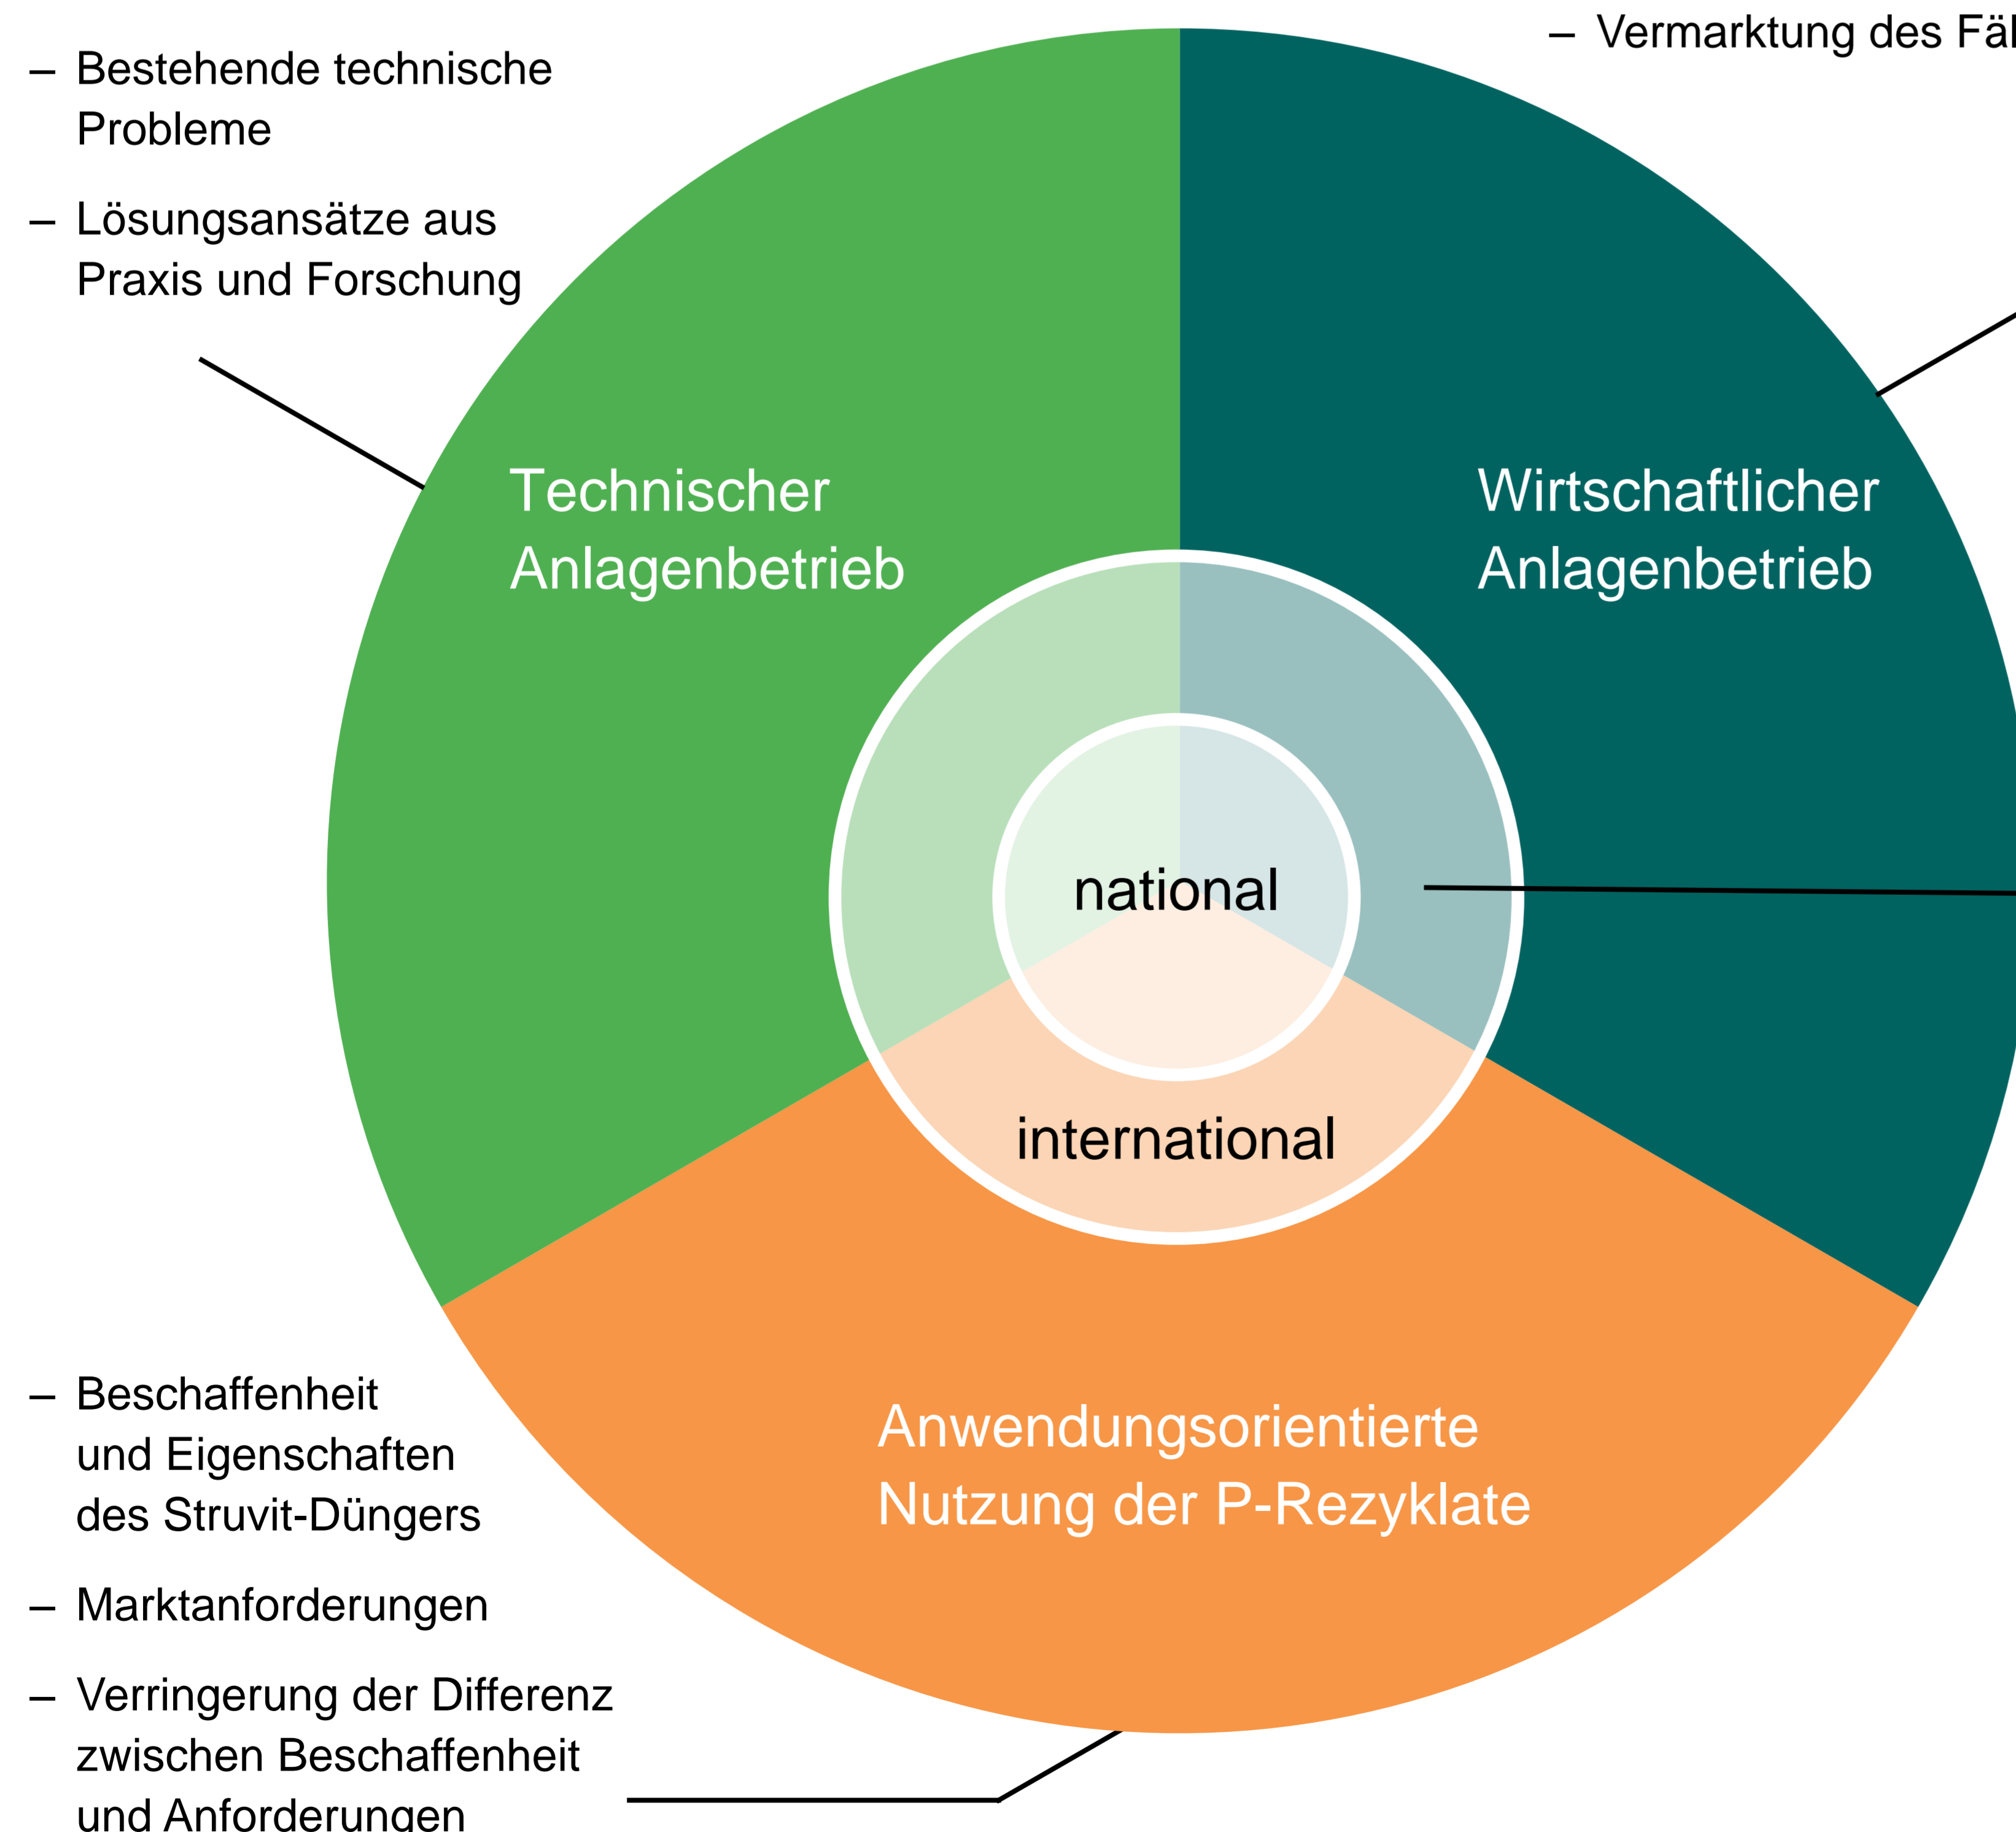 – Bestehende technische
Probleme
– Lösungsansätze aus
Praxis und Forschung
– Vermarktung des
Technischer
Anlagenbetrieb
Wirtschaftlicher
Anlagenbetrieb
national
international
Anwendungsorientierte
Nutzung der P-Rezyklate
– Beschaffenheit
und Eigenschaften
des Struvit-Düngers
– Marktanforderungen
– Verringerung der Differenz
zwischen Beschaffenheit
und Anforderungen